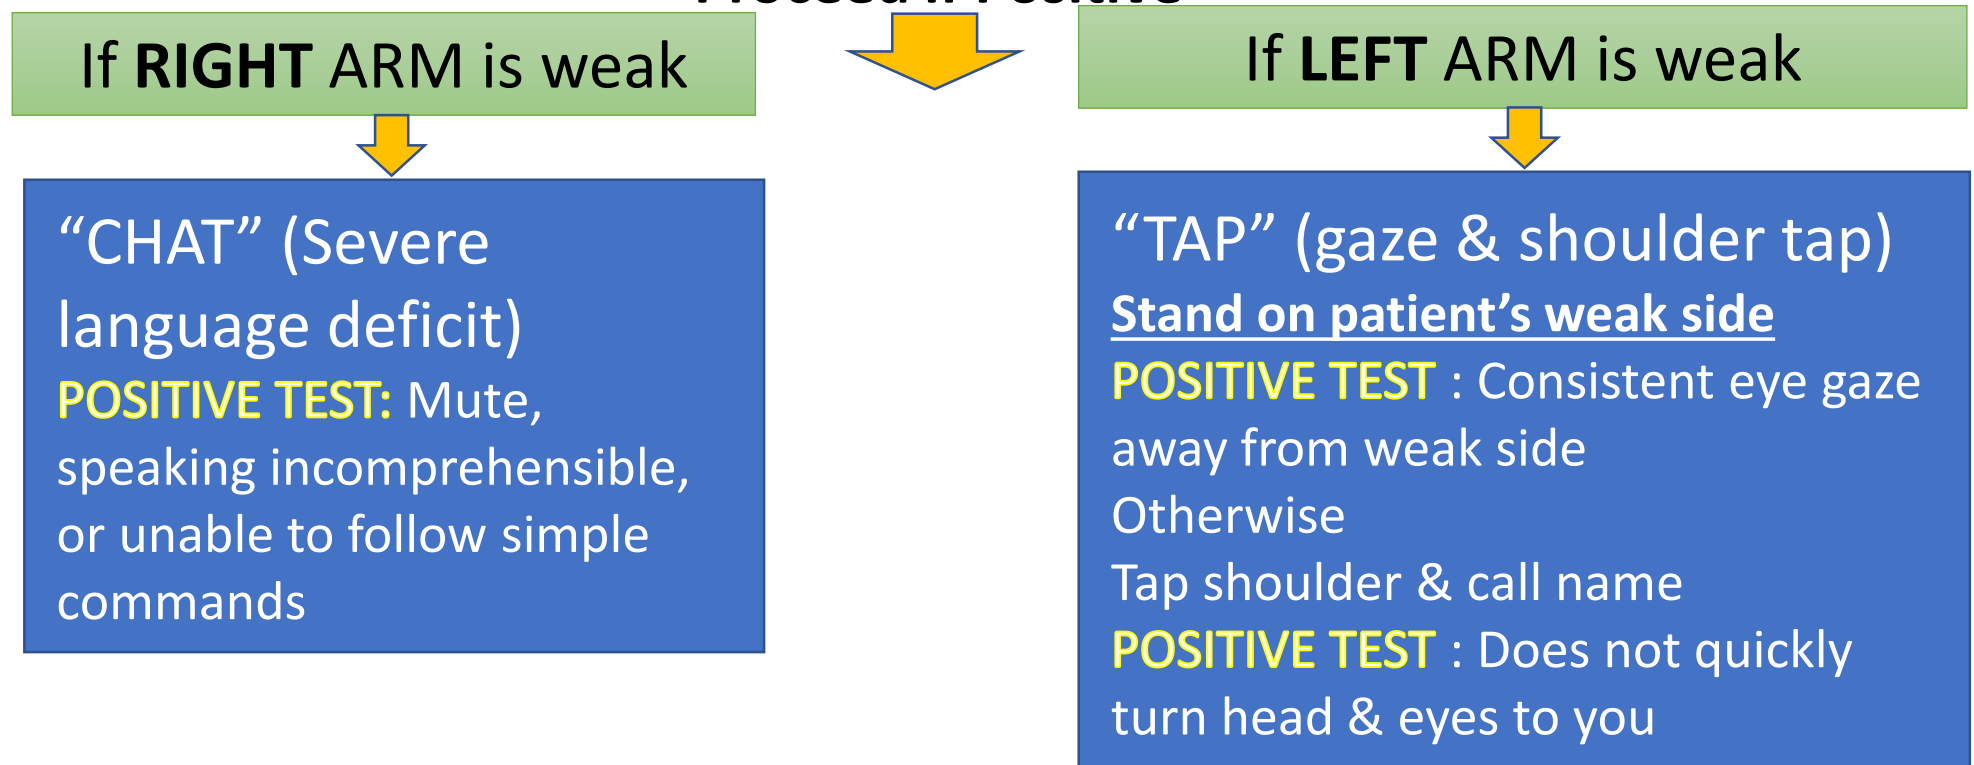 Proceed if Positive
If RIGHT ARM is weak
“CHAT” (Severe
language deficit)
POSITIVE TEST: Mute,
speaking incomprehensible,
or unable to follow simple
commands
If LEFT ARM is weak
“TAP” (gaze & shoulder tap)
Stand on patient’s weak side
POSITIVE TEST : Consistent eye gaze
away from weak side
Otherwise
Tap shoulder & call name
POSITIVE TEST : Does not quickly
turn head & eyes to you